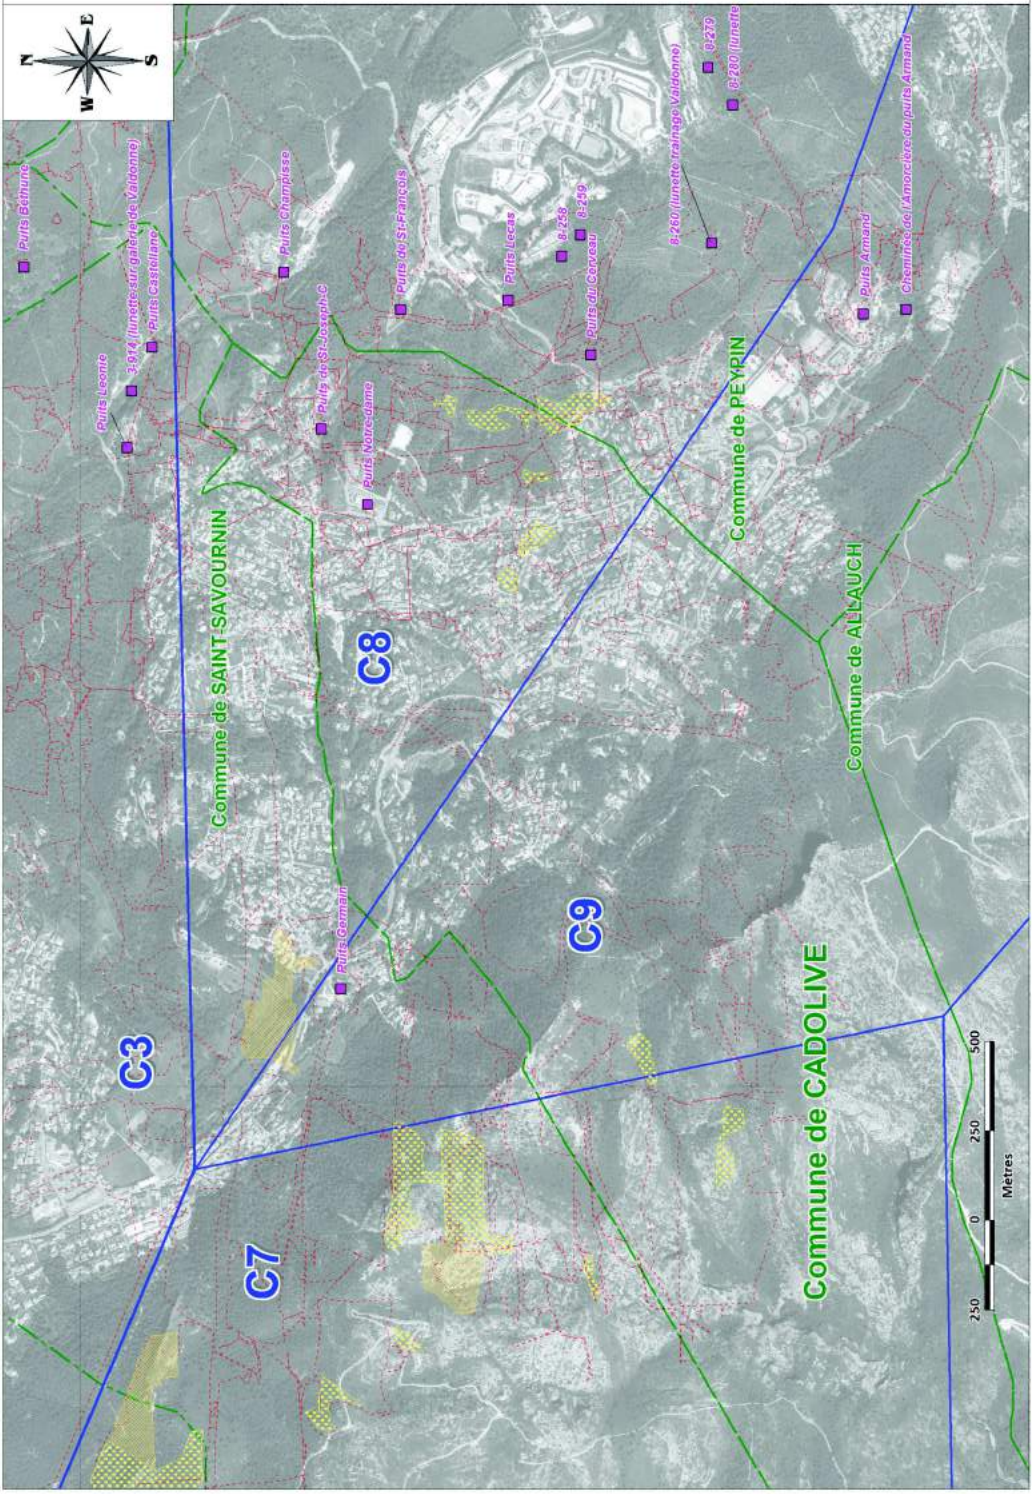 Puits Bethune
N
W E
S
Puits Leonie
3-914 (lunette sur galerie de Valdonne)
C3
Puits Castellane
Commune de SAINT-SAVOURNIN
C7
Puits Champisse
Puits de St-Joseph-C
Puits Germain
Puits Notre-dame
C8
Puits de St-François
Puits Lecas
8-258
8-259
C9
Puits du Cerveau
8-260 (lunette trainage Valdonne)
8-279
8-280 (lunette
Commune de PEYPIN
Commune de CADOLIVE
Commune de ALLAUCH
Puits Armand
Cheminée de l'Amorcière du puits Armand
250 0 250 500
Mètres